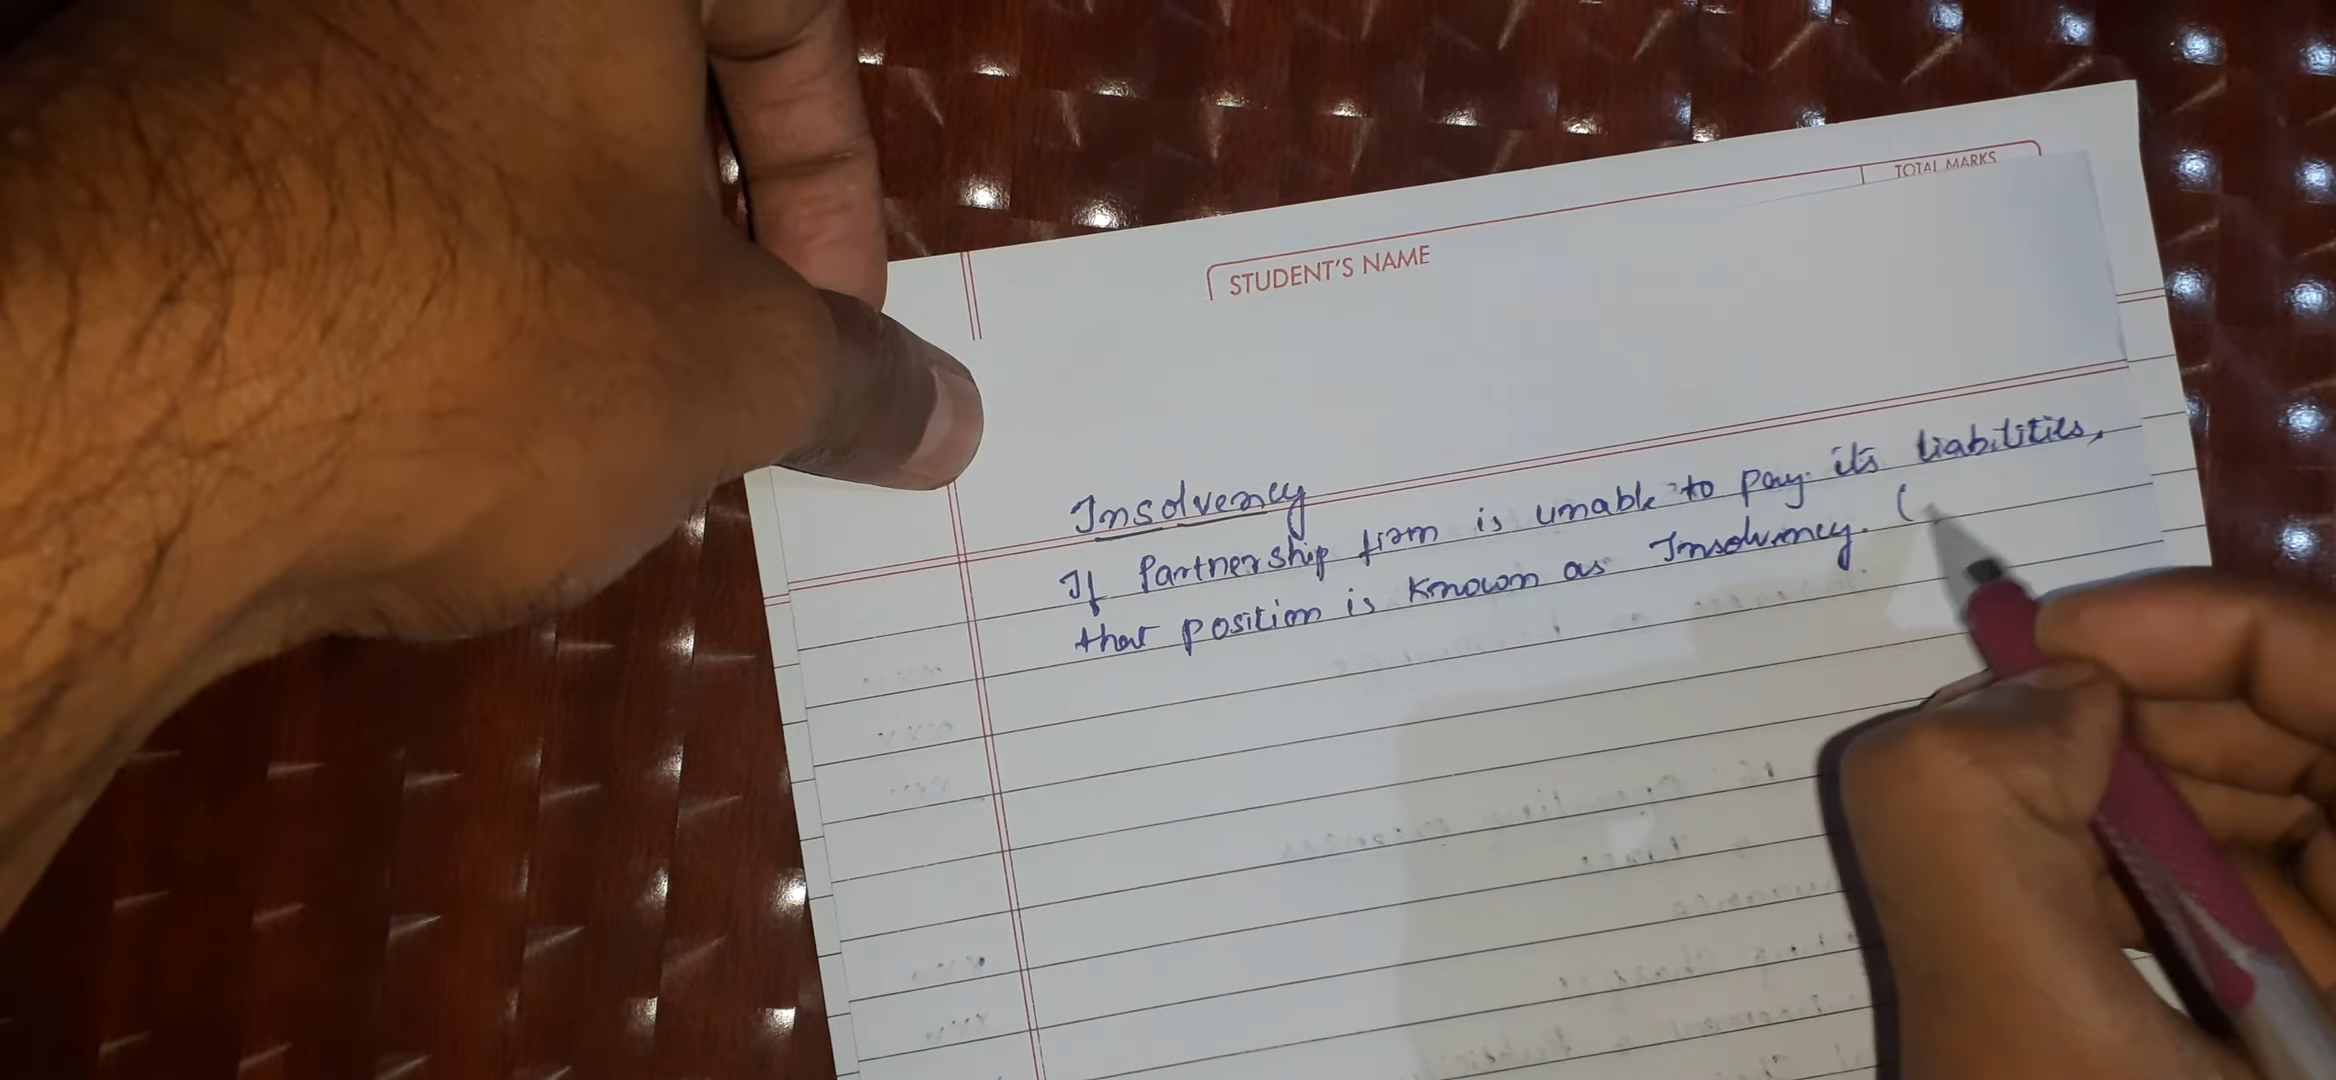 TOTAL MARKS
STUDENT'S NAME
Insolvency
If Partnership firm is unable to pay its liabilities,
that position is known as Insolvency. (